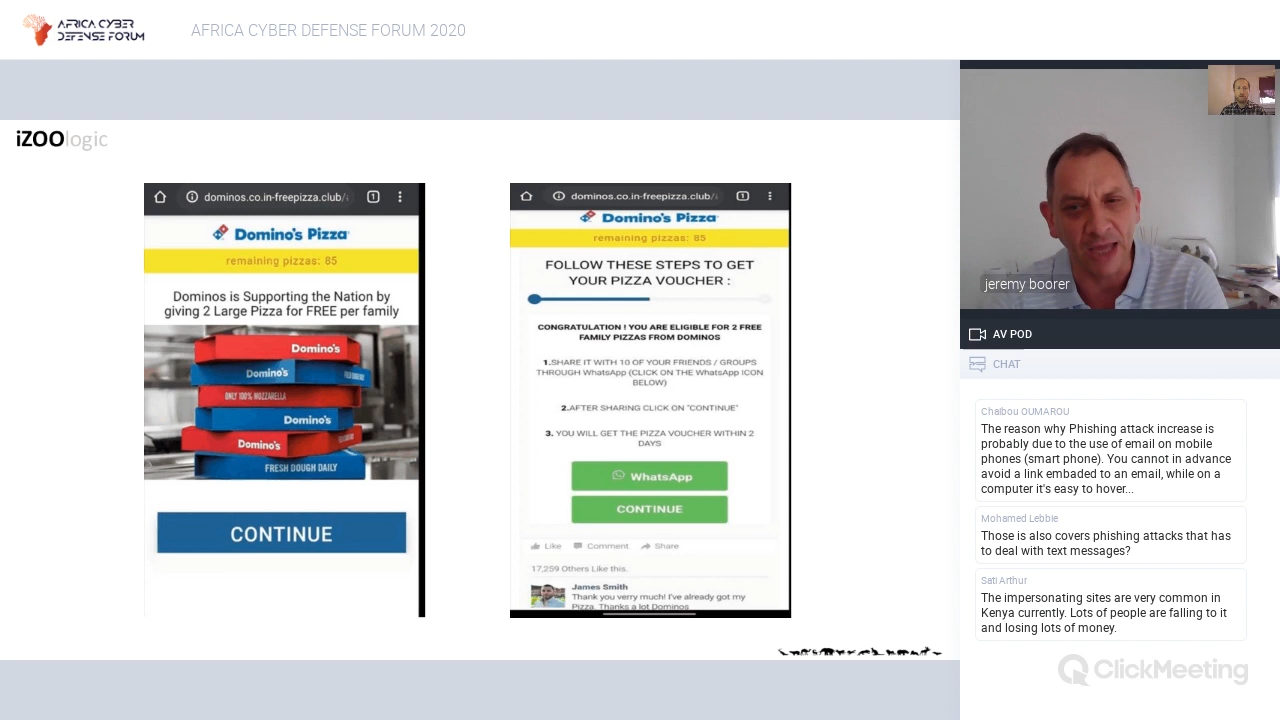 AFRICA CYBER
DEFENSE FORUM
AFRICA CYBER DEFENSE FORUM 2020
iZOOlogic
dominos.co.in-freepizza.club/
1
Domino's Pizza
remaining pizzas: 85
Dominos is Supporting the Nation by
giving 2 Large Pizza for FREE per family
Domino's
Domino's
ONLY 100% MOZZARELLA
Domino's
Domino's
FRESH DOUGH DAILY
CONTINUE
dominos.co.in-freepizza.club/
1
Domino's Pizza
remaining pizzas: 85
FOLLOW THESE STEPS TO GET
YOUR PIZZA VOUCHER :
CONGRATULATION ! YOU ARE ELIGIBLE FOR 2 FREE
FAMILY PIZZAS FROM DOMINOS
1.SHARE IT WITH 10 OF YOUR FRIENDS / GROUPS
THROUGH WhatsApp (CLICK ON THE WhatsApp ICON
BELOW)
2.AFTER SHARING CLICK ON "CONTINUE"
3. YOU WILL GET THE PIZZA VOUCHER WITHIN 2
DAYS
WhatsApp
CONTINUE
Like Comment Share
17,259 Others Like this.
James Smith
Thank you verry much! I've already got my
Pizza. Thanks a lot Dominos
jeremy boorer
AV POD
CHAT
Chaibou OUMAROU
The reason why Phishing attack increase is
probably due to the use of email on mobile
phones (smart phone). You cannot in advance
avoid a link embaded to an email, while on a
computer it's easy to hover...
Mohamed Lebbie
Those is also covers phishing attacks that has
to deal with text messages?
Sati Arthur
The impersonating sites are very common in
Kenya currently. Lots of people are falling to it
and losing lots of money.
ClickMeeting